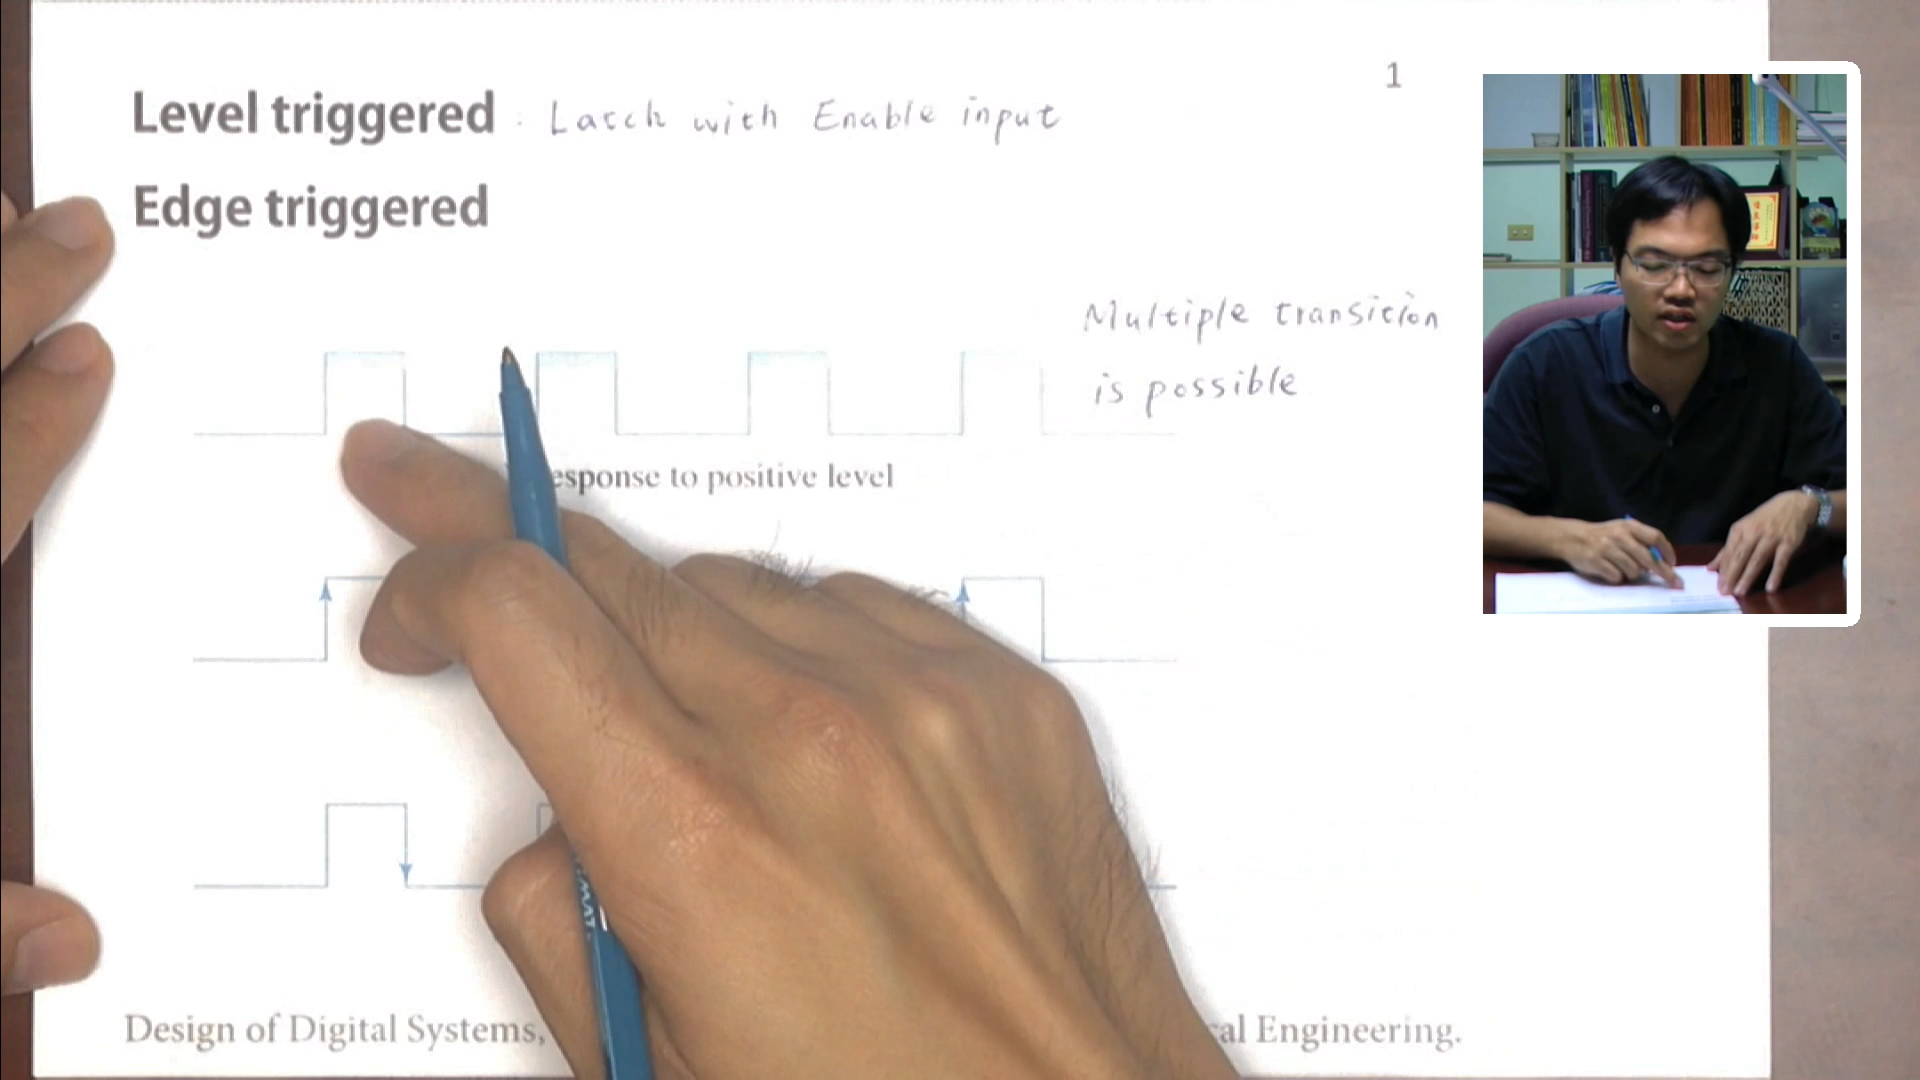 1
Level triggered : Latch with Enable input
Edge triggered
Multiple transition
is possible
esponse to positive level
Design of Digital Systems, al Engineering.